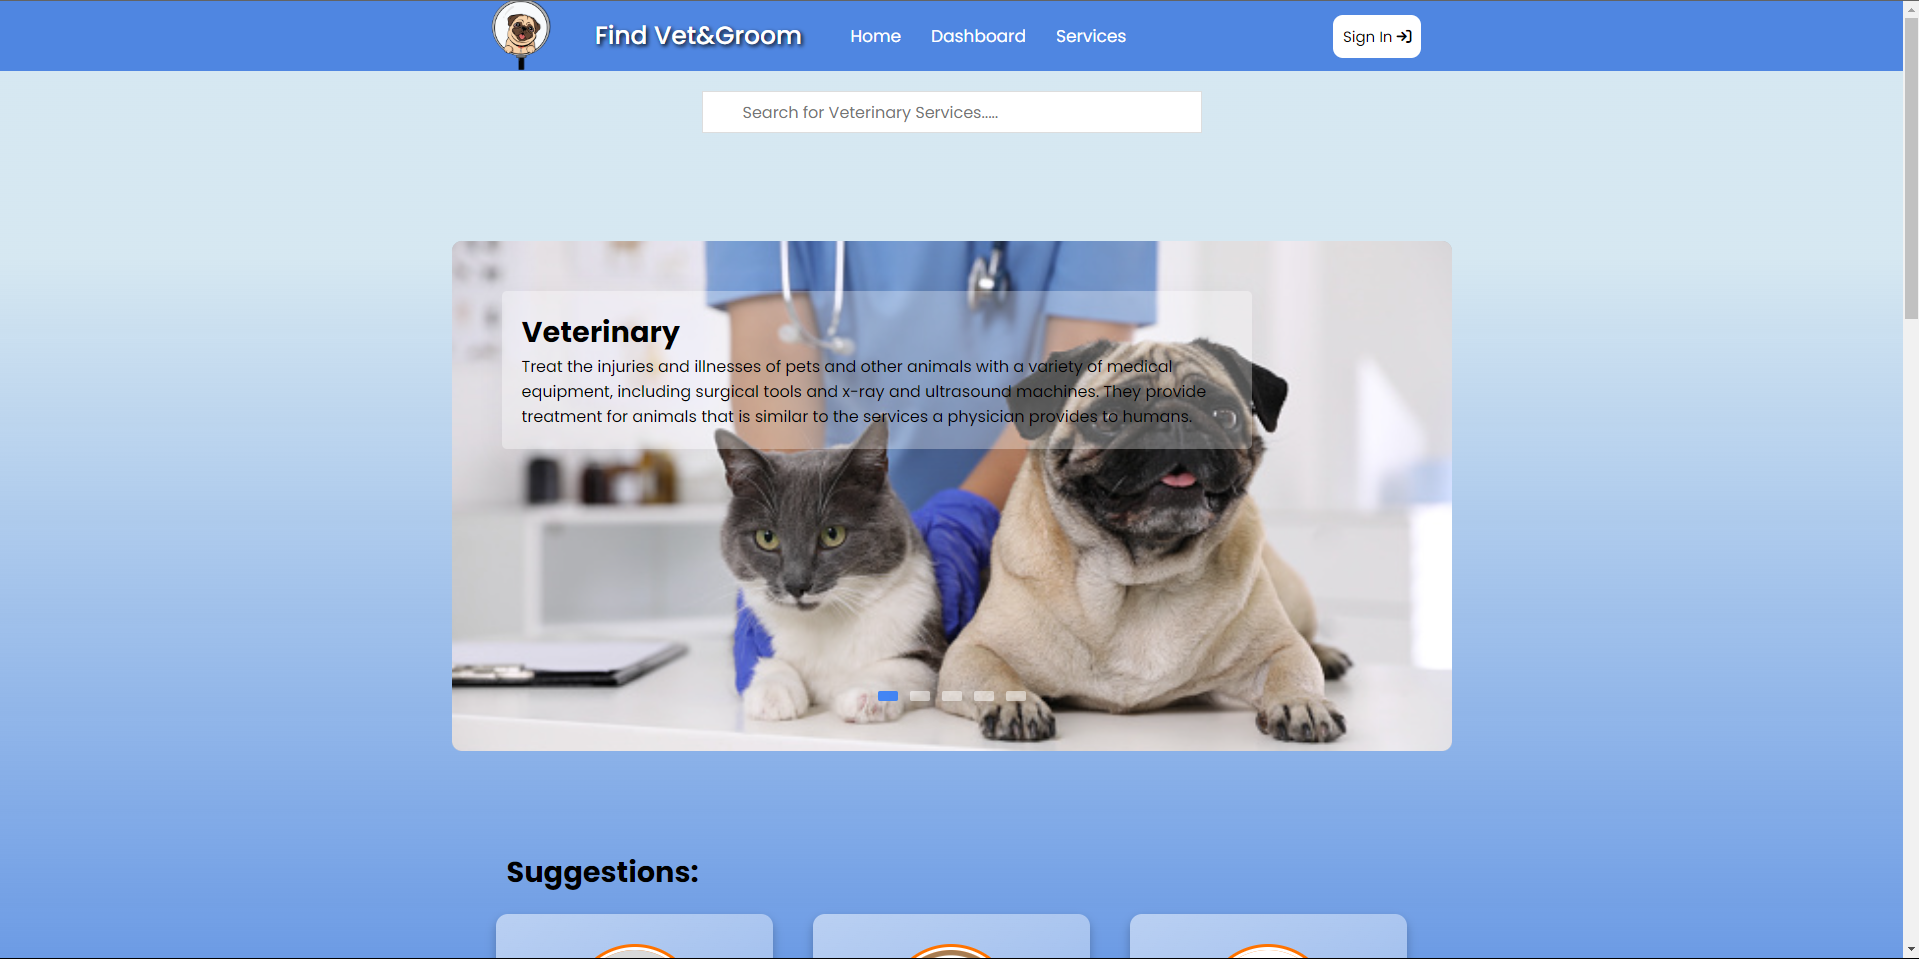 Find Vet&Groom
Home
Dashboard
Services
Sign In
Search for Veterinary Services.....
Veterinary
Treat the injuries and illnesses of pets and other animals with a variety of medical
equipment, including surgical tools and x-ray and ultrasound machines. They provide
treatment for animals that is similar to the services a physician provides to humans.
Suggestions: